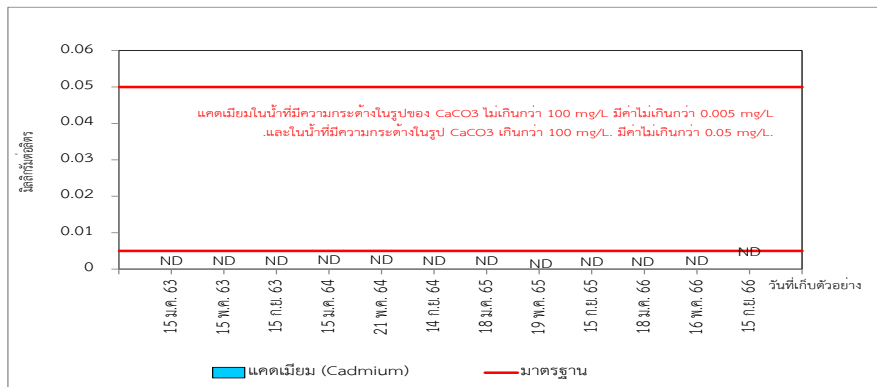 0.06
0.05
0.04
0.03
0.02
0.01
0
มิลลิกรัมต่อลิตร
แคดเมียมในน้ำที่มีความกระด้างในรูปของ CaCO3 ไม่เกินกว่า 100 mg/L มีค่าไม่เกินกว่า 0.005 mg/L
.และในน้ำที่มีความกระด้างในรูป CaCO3 เกินกว่า 100 mg/L. มีค่าไม่เกินกว่า 0.05 mg/L.
ND ND ND ND ND ND ND ND ND ND ND ND
15 ม.ค. 63
15 พ.ค. 63
15 ก.ย. 63
15 ม.ค. 64
21 พ.ค. 64
14 ก.ย. 64
18 ม.ค. 65
19 พ.ค. 65
15 ก.ย. 65
18 ม.ค. 66
16 พ.ค. 66
15 ก.ย. 66
วันที่เก็บตัวอย่าง
แคดเมียม (Cadmium) มาตรฐาน